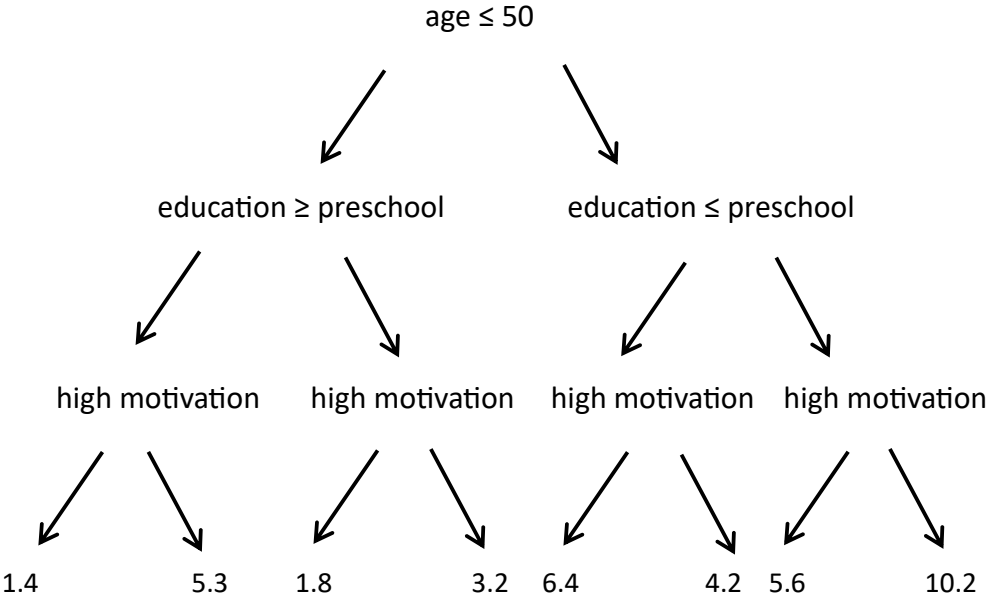 age ≤ 50
education ≥ preschool education ≤ preschool
high motivation high motivation high motivation high motivation
1.4 5.3 1.8 3.2 6.4 4.2 5.6 10.2